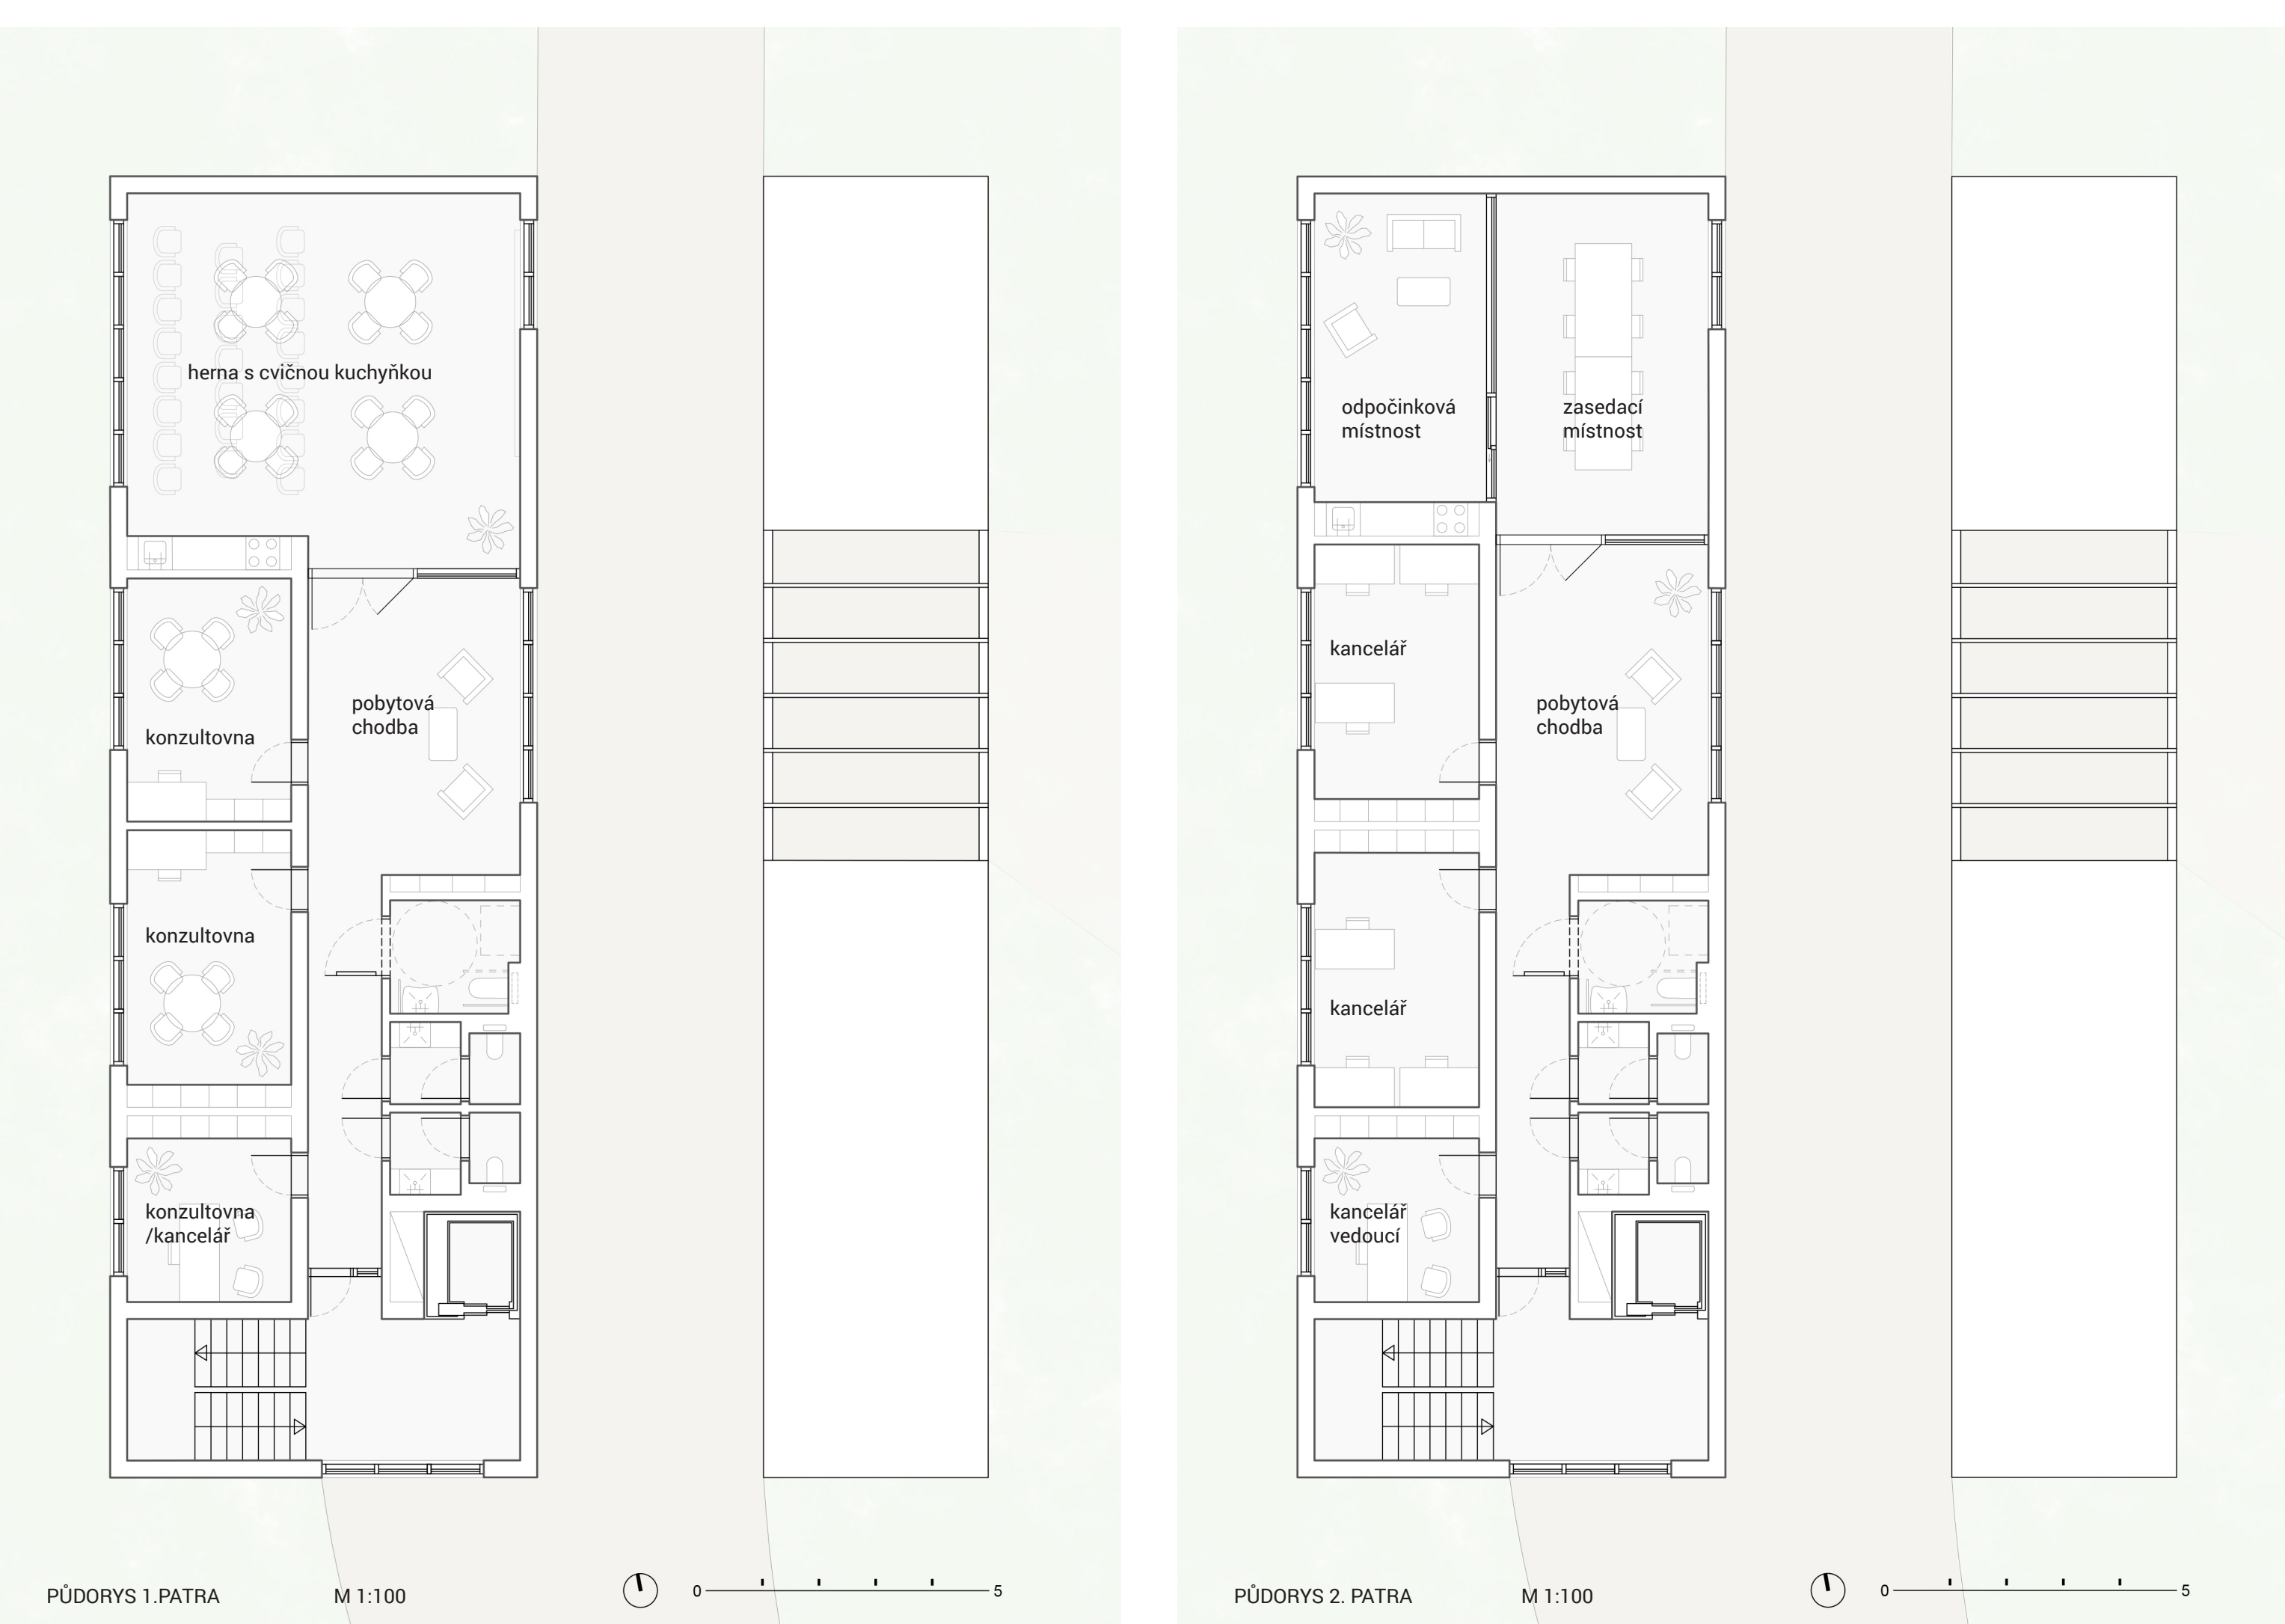 herna s cvičnou kuchyňkou
konzultovna
pobytová
chodba
konzultovna
konzultovna
/kancelář
PŮDORYS 1.PATRA
M 1:100
0
5
odpočinková
místnost
zasedací
místnost
kancelář
pobytová
chodba
kancelář
kancelář
vedoucí
PŮDORYS 2. PATRA
M 1:100
0
5